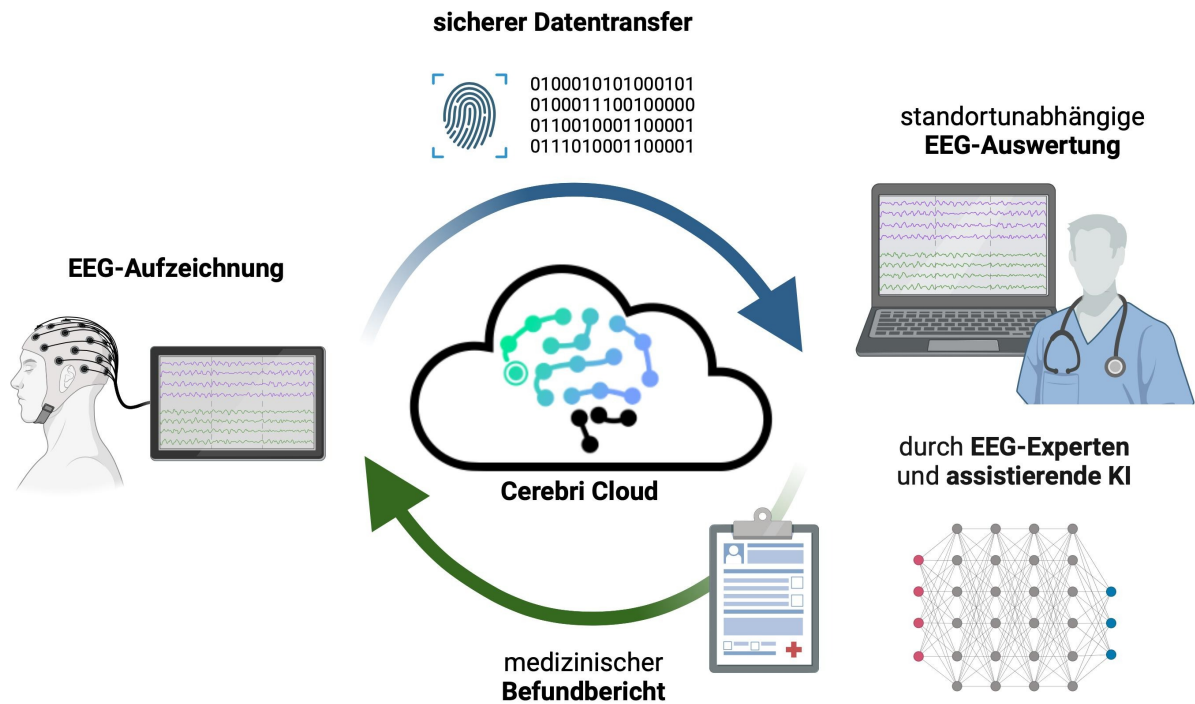 sicherer Datentransfer
0100010101000101
0100011100100000
0110010001100001
0111010001100001
standortunabhängige
EEG-Auswertung
EEG-Aufzeichnung
durch EEG-Experten
und assistierende KI
Cerebri Cloud
medizinischer
Befundbericht